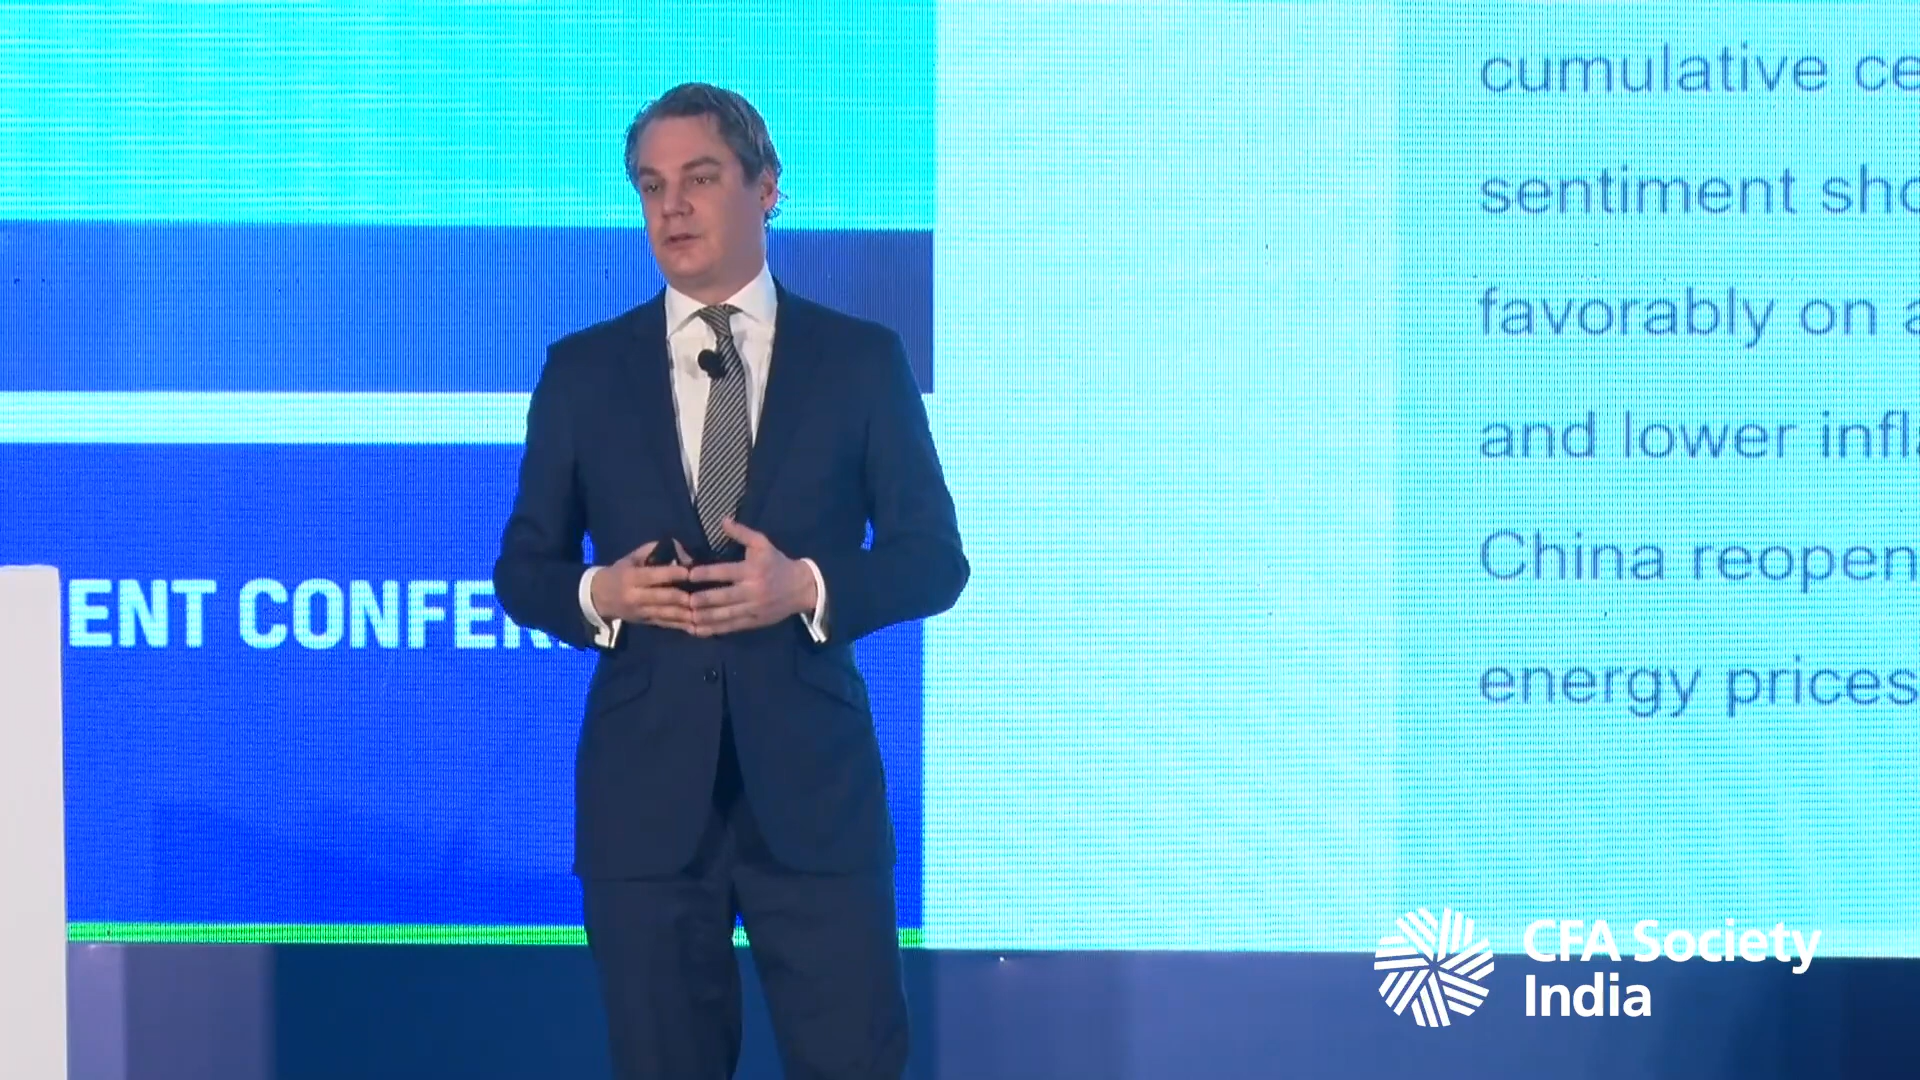 cumulative ce
sentiment sho
favorably on a
and lower infla
China reopen
energy prices
ENT CONFER
CFA Society
India